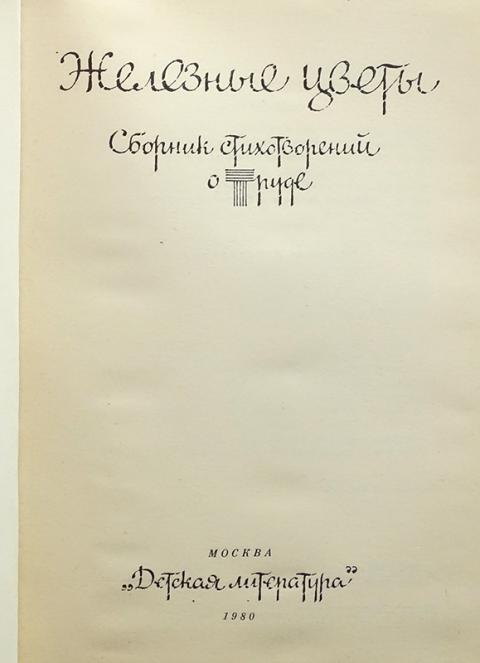 Железные цветы
Сборник стихотворений
о Труде
МОСКВА
„Детская литература”
1980